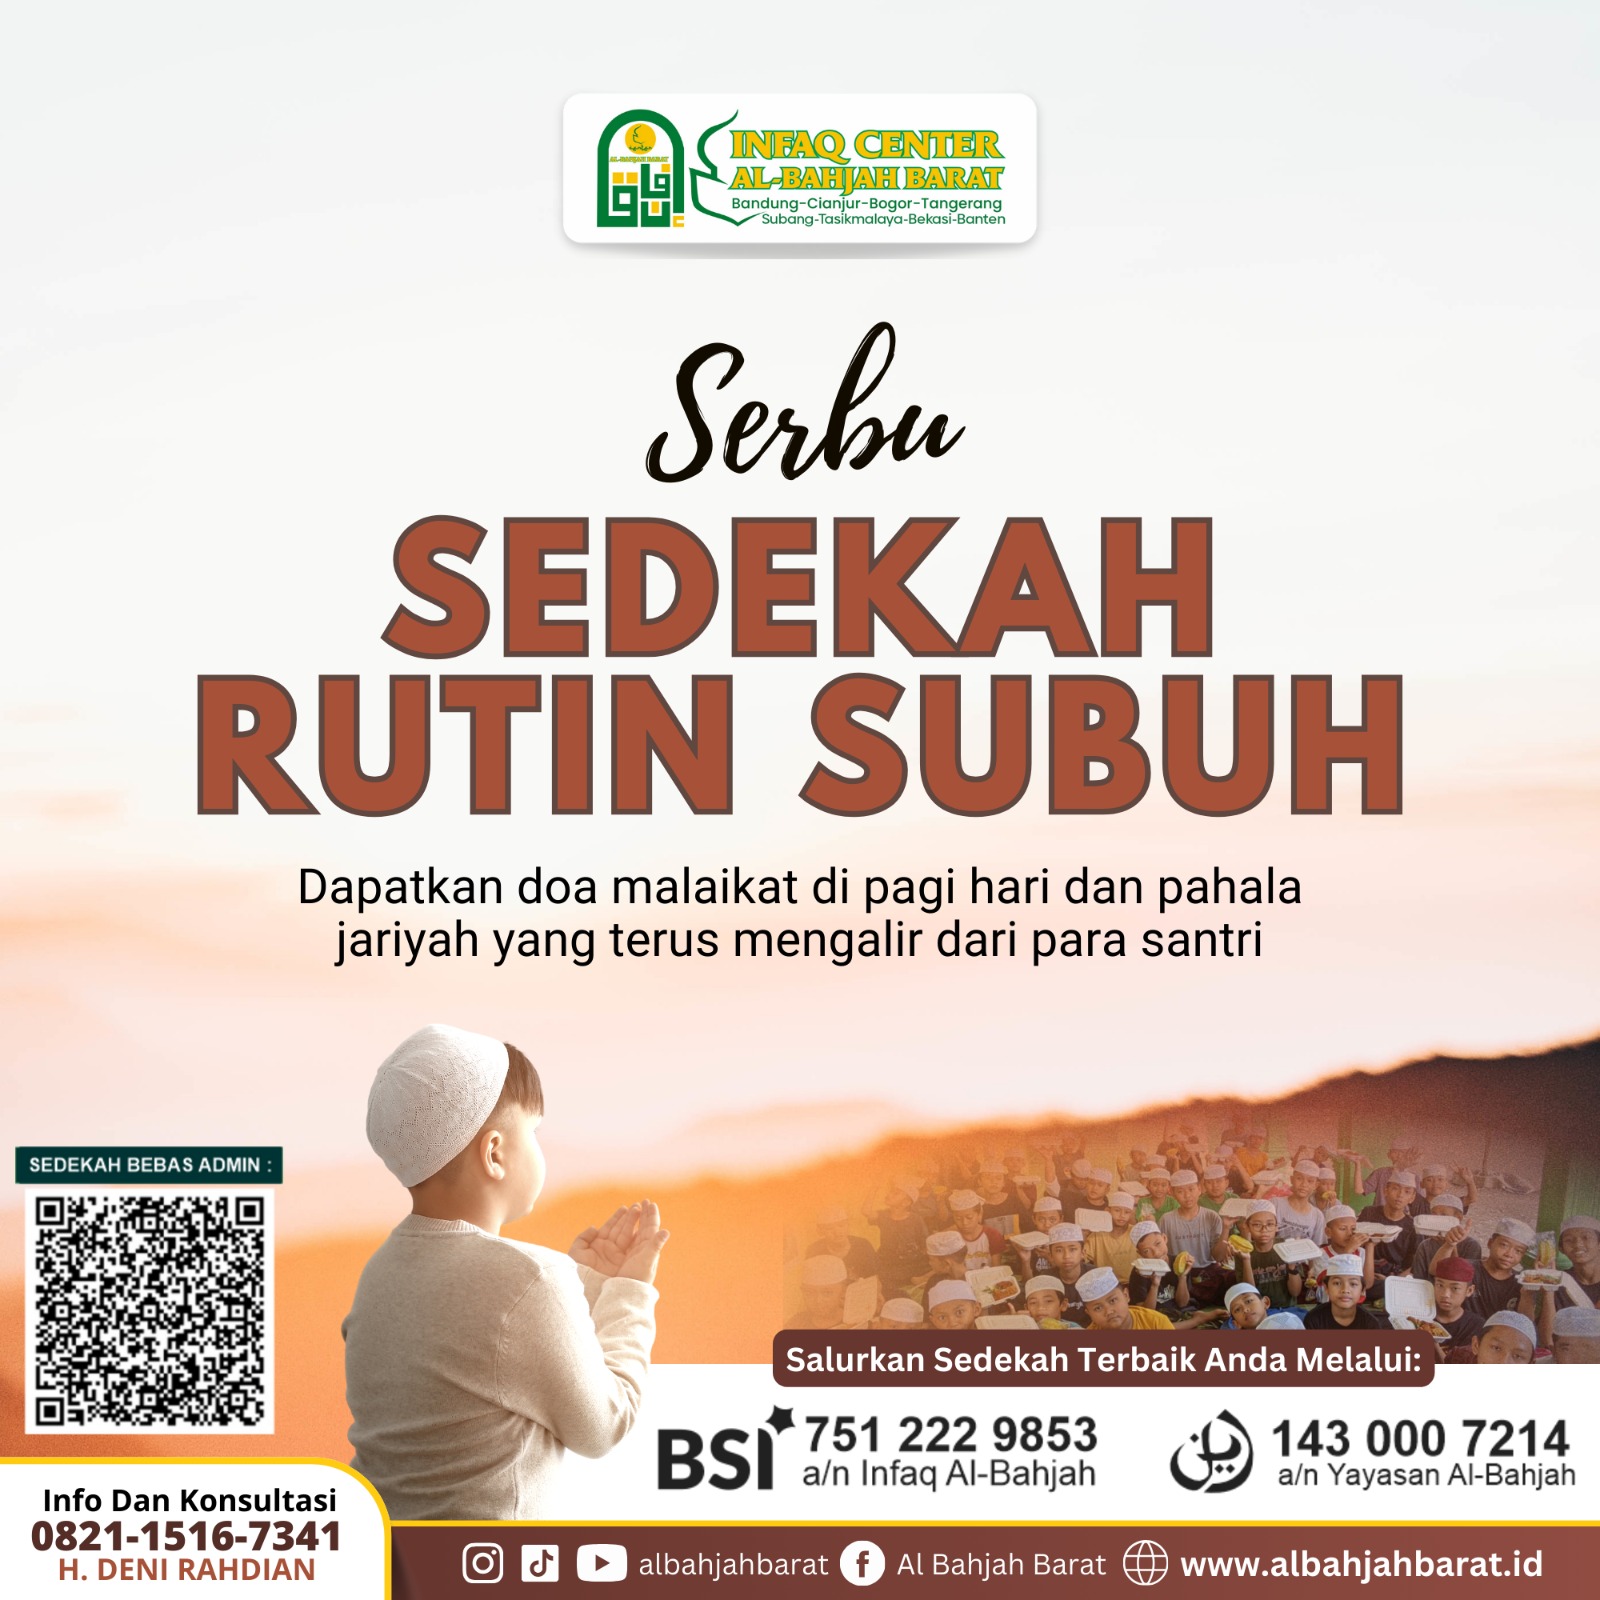 AL-BAHJAH BARAT
INFAQ CENTER
AL-BAHJAH BARAT
Bandung-Cianjur-Bogor-Tangerang
Subang-Tasikmalaya-Bekasi-Banten
Serbu
SEDEKAH
RUTIN SUBUH
Dapatkan doa malaikat di pagi hari dan pahala
jariyah yang terus mengalir dari para santri
SEDEKAH BEBAS ADMIN :
Salurkan Sedekah Terbaik Anda Melalui:
BSI 751 222 9853
a/n Infaq Al-Bahjah
143 000 7214
a/n Yayasan Al-Bahjah
Info Dan Konsultasi
0821-1516-7341
H. DENI RAHDIAN
albahjahbarat Al Bahjah Barat www.albahjahbarat.id